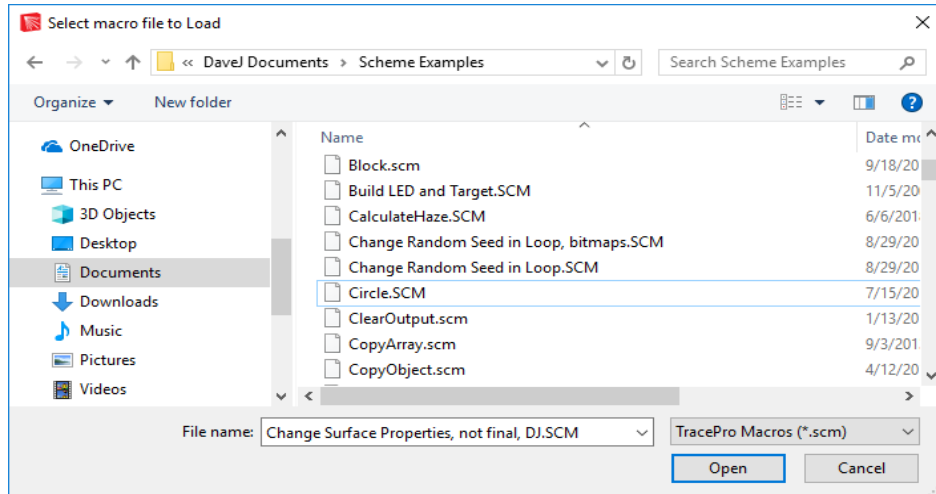 Select macro file to Load
« DaveJ Documents > Scheme Examples
Search Scheme Examples
Organize
New folder
Name
Date mo
OneDrive
This PC
3D Objects
Desktop
Documents
Downloads
Music
Pictures
Videos
Block.scm 9/18/20
Build LED and Target.SCM 11/5/20
CalculateHaze.SCM 6/6/201
Change Random Seed in Loop, bitmaps.SCM 8/29/20
Change Random Seed in Loop.SCM 8/29/20
Circle.SCM 7/15/20
ClearOutput.scm 1/13/20
CopyArray.scm 9/3/201
CopyObject.scm 4/12/20
File name: Change Surface Properties, not final, DJ.SCM
TracePro Macros (*.scm)
Open
Cancel